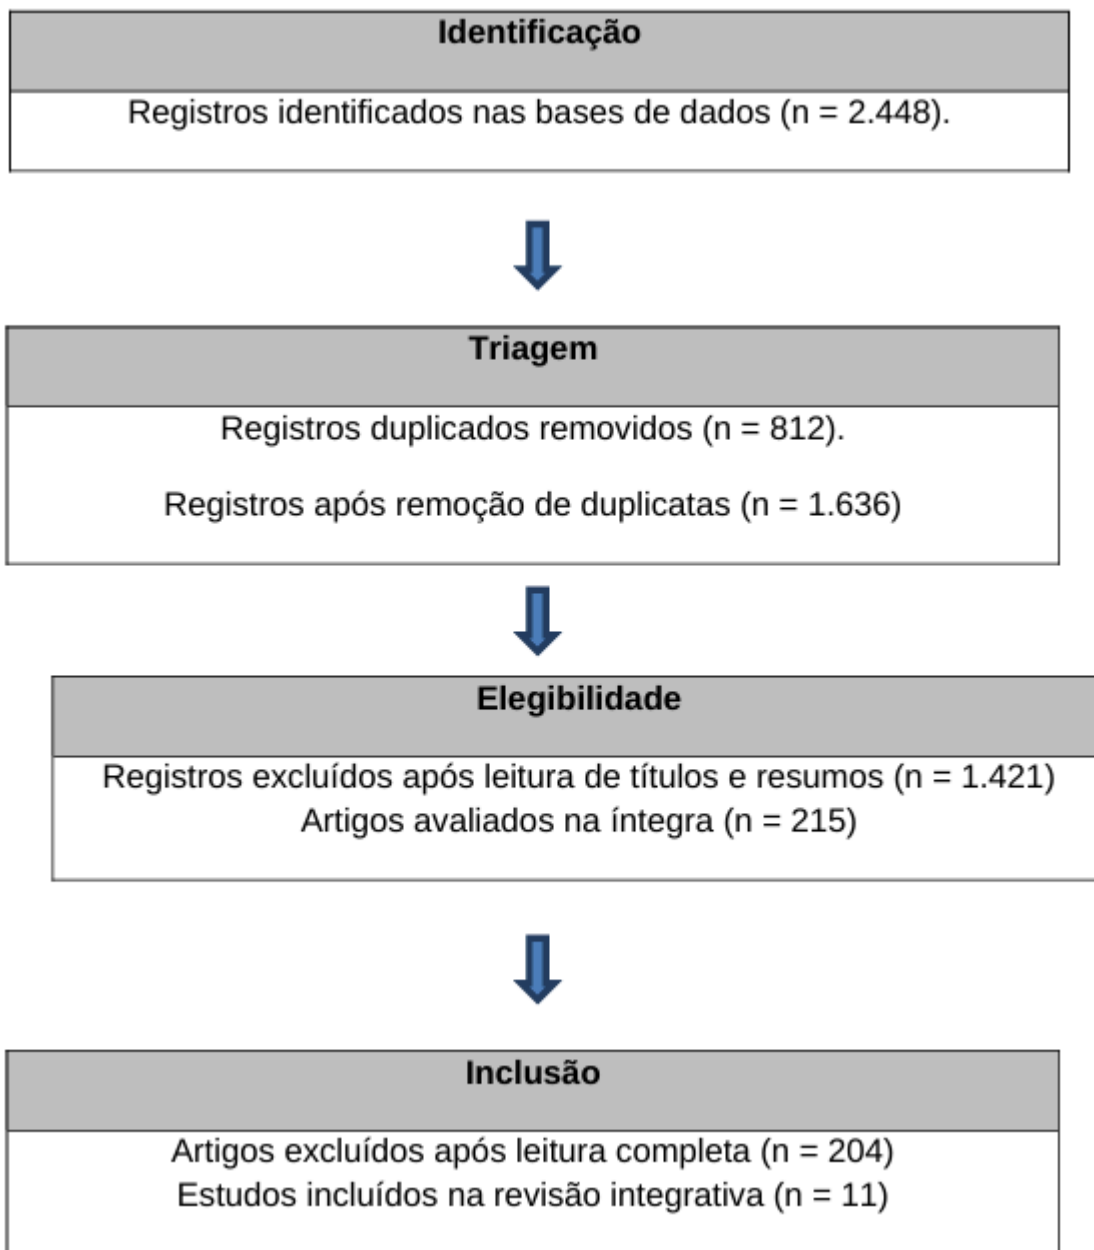 Identificação
Registros identificados nas bases de dados (n = 2.448).
Triagem
Registros duplicados removidos (n = 812).
Registros após remoção de duplicatas (n = 1.636)
Elegibilidade
Registros excluídos após leitura de títulos e resumos (n = 1.421)
Artigos avaliados na íntegra (n = 215)
Inclusão
Artigos excluídos após leitura completa (n = 204)
Estudos incluídos na revisão integrativa (n = 11)